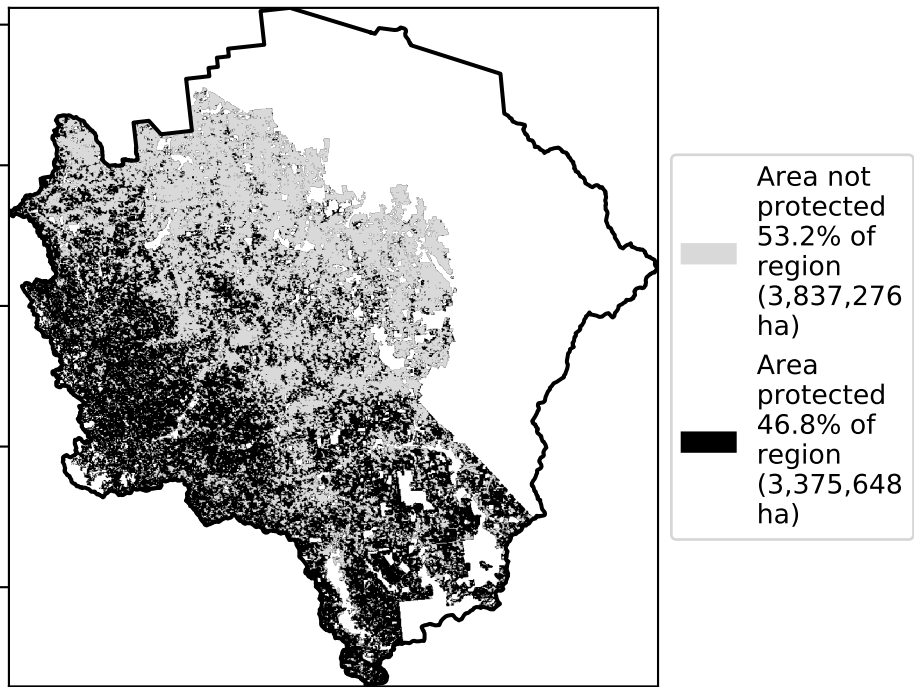 Area not
protected
53.2% of
region
(3,837,276
ha)
Area
protected
46.8% of
region
(3,375,648
ha)